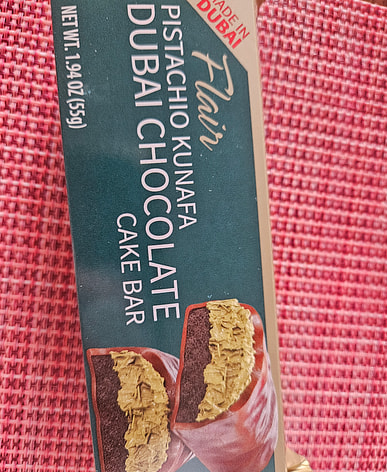 MADE IN
DUBAI
Flair
PISTACHIO KUNAFA
DUBAI CHOCOLATE
CAKE BAR
NET WT. 1.94 OZ (55g)